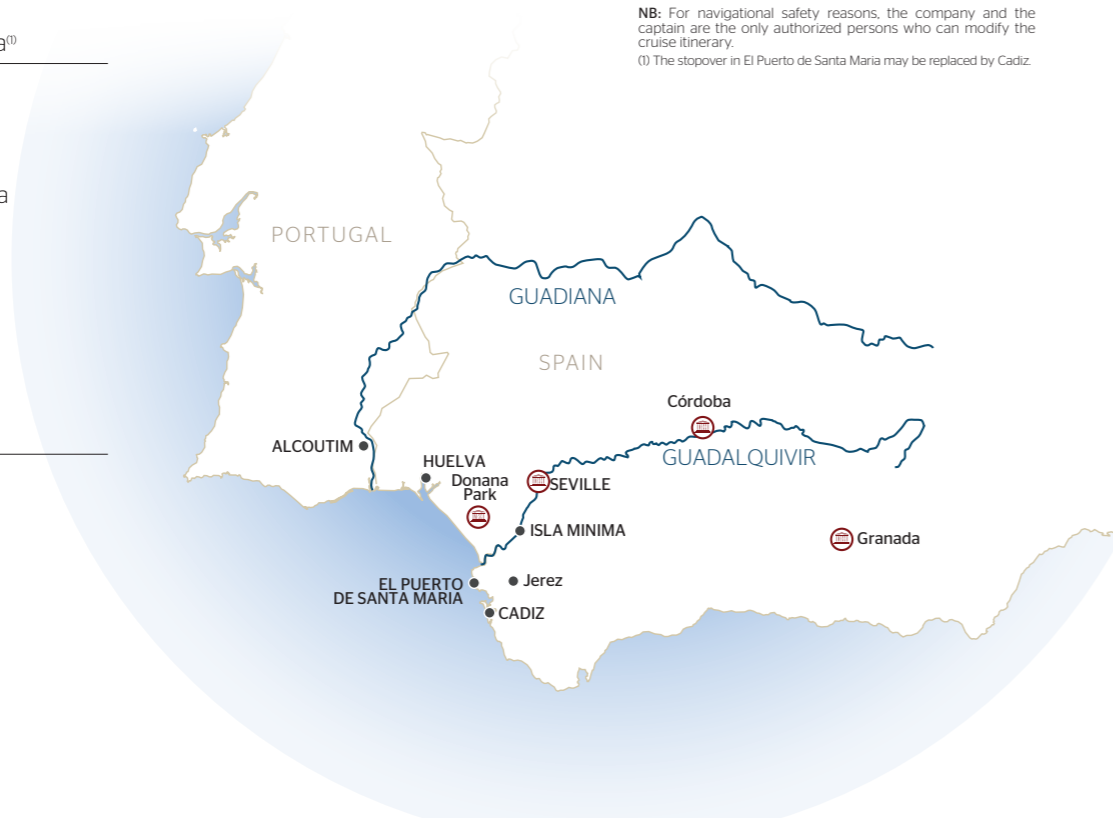 NB: For navigational safety reasons, the company and the
captain are the only authorized persons who can modify the
cruise itinerary.
(1) The stopover in El Puerto de Santa Maria may be replaced by Cadiz.
a(1)
a
PORTUGAL
GUADIANA
SPAIN
Córdoba
GUADALQUIVIR
ALCOUTIM
HUELVA
Donana
Park
SEVILLE
ISLA MINIMA
Granada
EL PUERTO
DE SANTA MARIA
Jerez
CADIZ